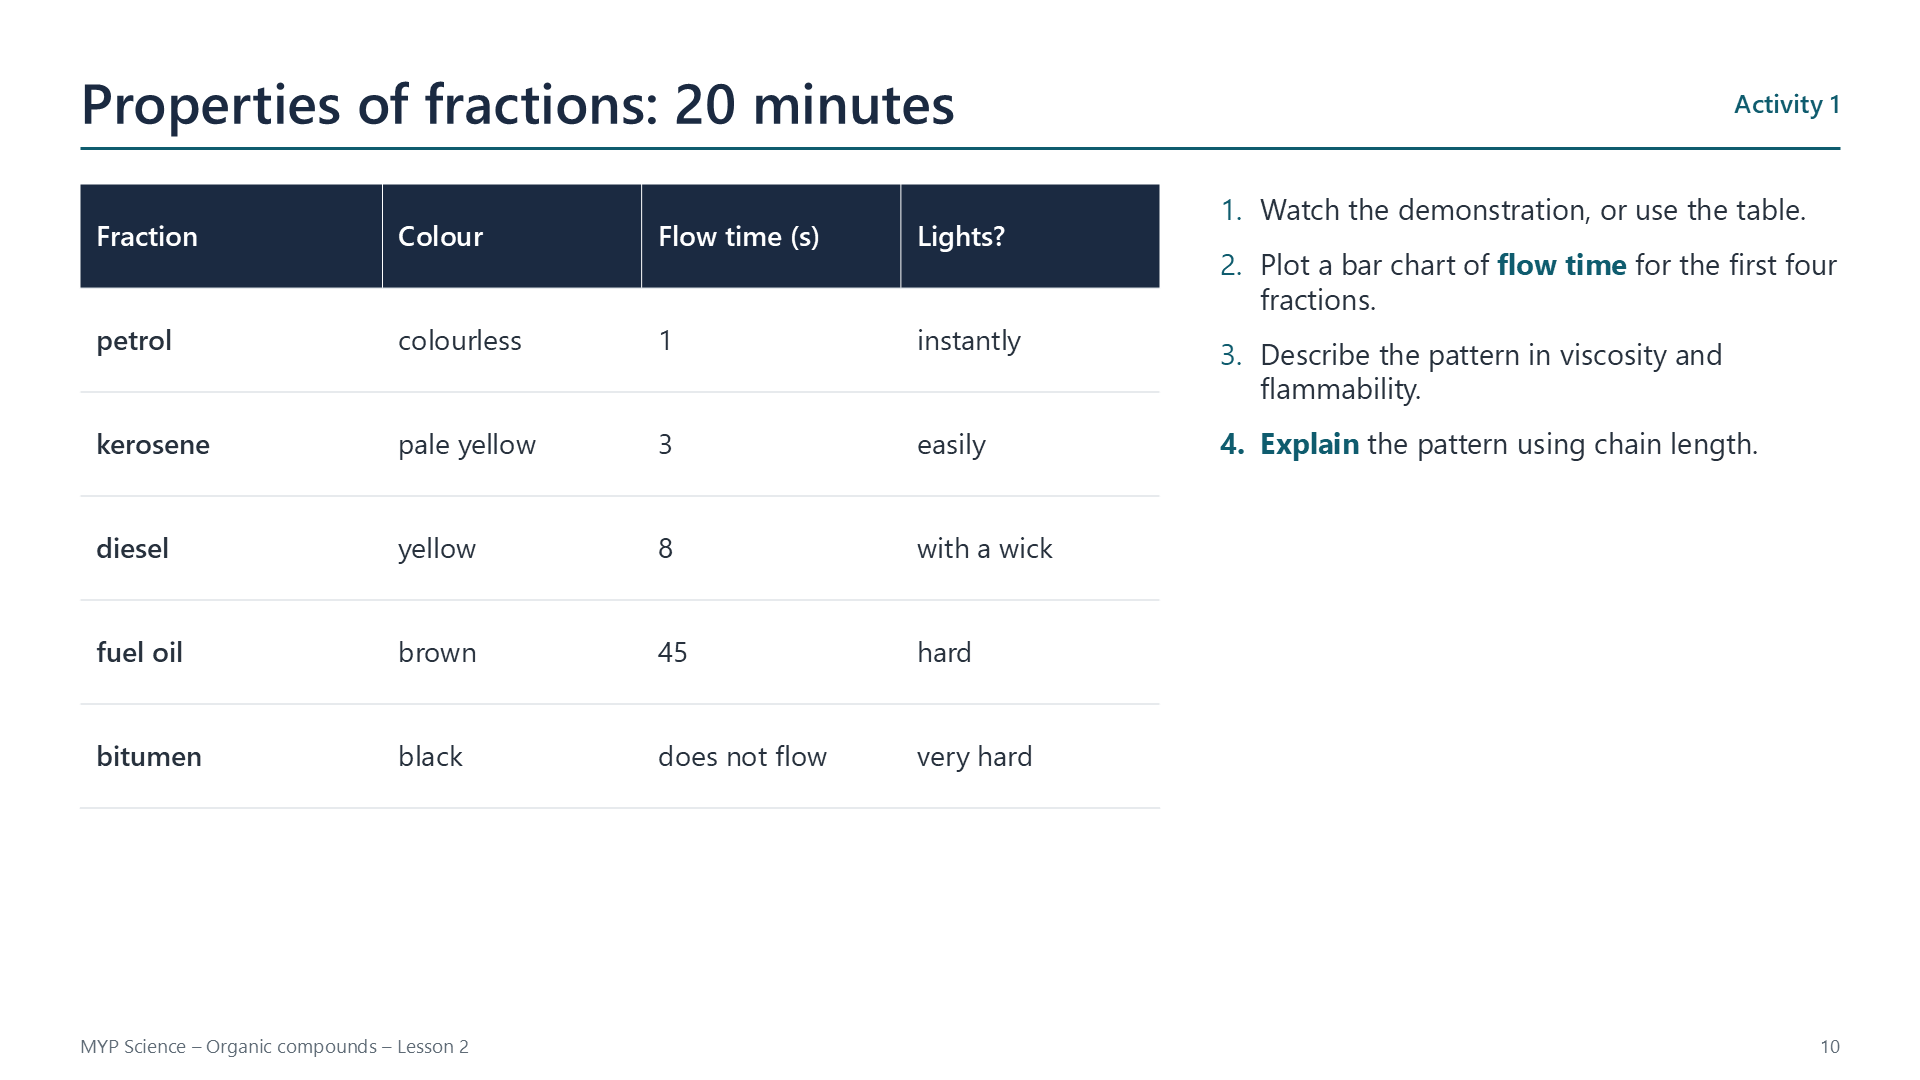 Properties of fractions: 20 minutes
Activity 1
Fraction Colour Flow time (s) Lights?
petrol colourless 1 instantly
kerosene pale yellow 3 easily
diesel yellow 8 with a wick
fuel oil brown 45 hard
bitumen black does not flow very hard
1. Watch the demonstration, or use the table.
2. Plot a bar chart of flow time for the first four
fractions.
3. Describe the pattern in viscosity and
flammability.
4. Explain the pattern using chain length.
MYP Science – Organic compounds – Lesson 2
10